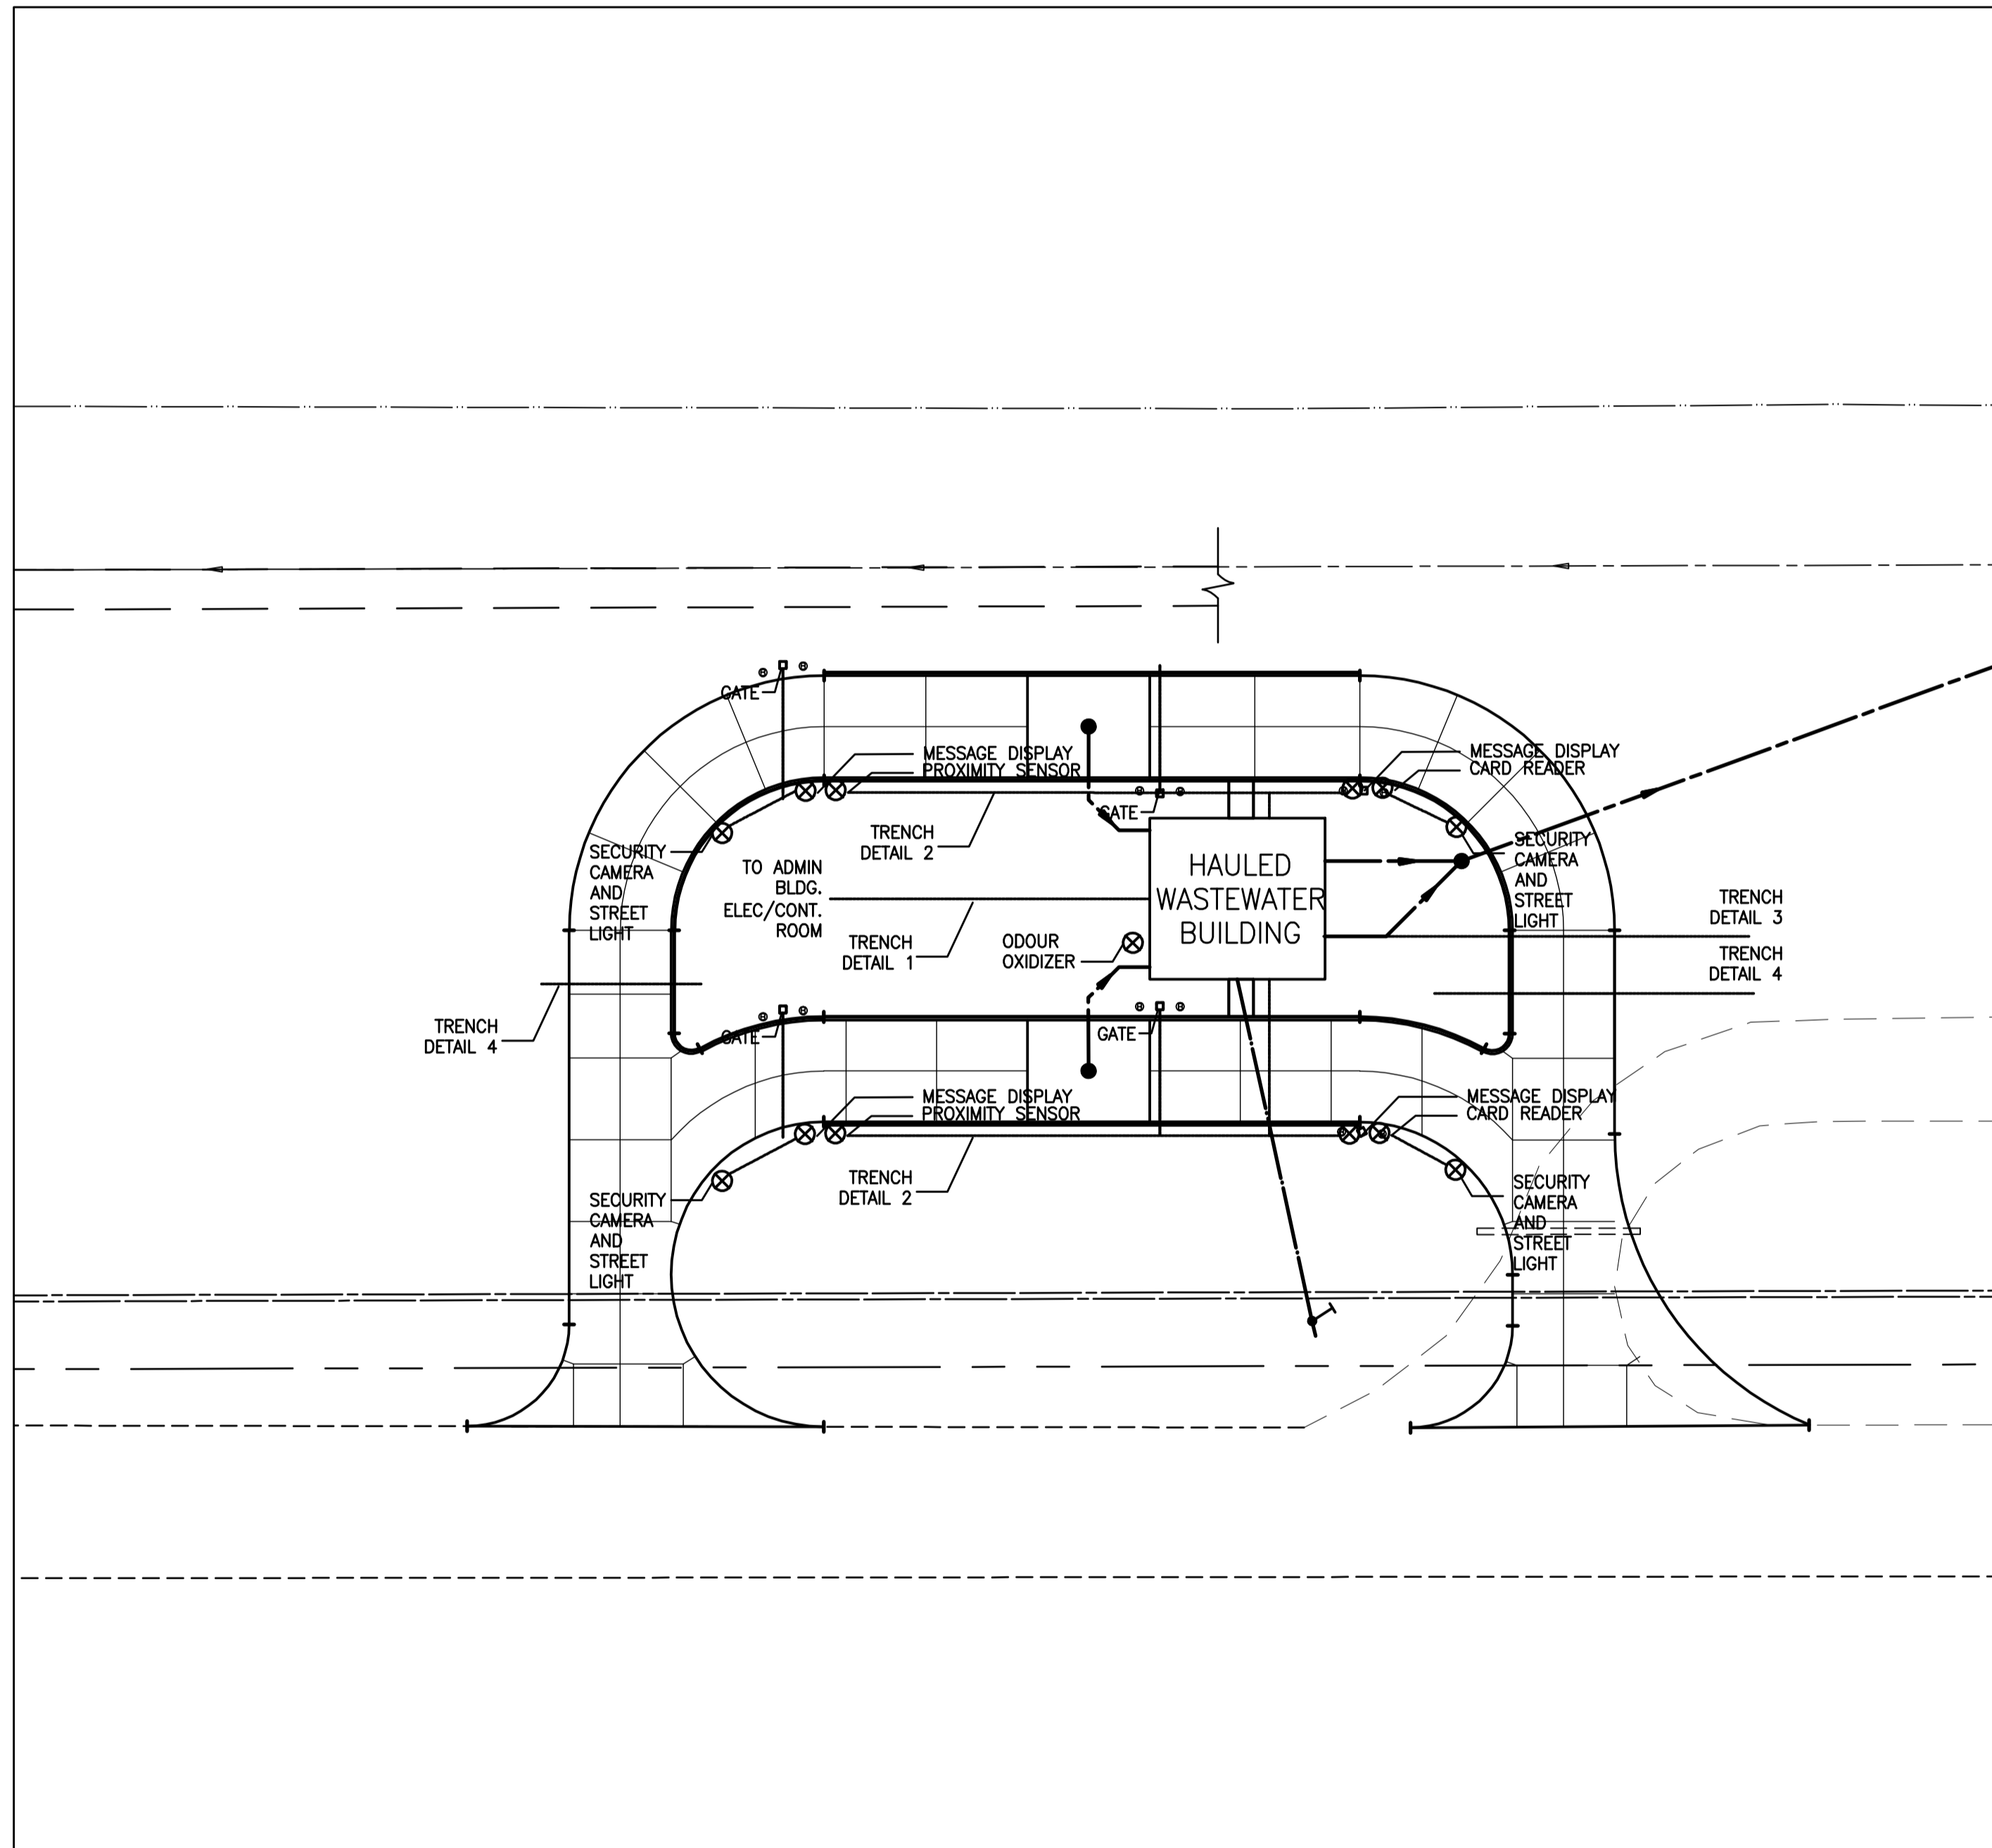 GATE
MESSAGE DISPLAY
PROXIMITY SENSOR
MESSAGE DISPLAY
CARD READER
GATE
TRENCH
DETAIL 2
SECURITY
CAMERA
AND
STREET
LIGHT
TO ADMIN
BLDG.
ELEC/CONT.
ROOM
HAULED
WASTEWATER
BUILDING
SECURITY
CAMERA
AND
STREET
LIGHT
TRENCH
DETAIL 3
TRENCH
DETAIL 1
ODOUR
OXIDIZER
TRENCH
DETAIL 4
TRENCH
DETAIL 4
GATE
GATE
MESSAGE DISPLAY
PROXIMITY SENSOR
MESSAGE DISPLAY
CARD READER
TRENCH
DETAIL 2
SECURITY
CAMERA
AND
STREET
LIGHT
SECURITY
CAMERA
AND
STREET
LIGHT